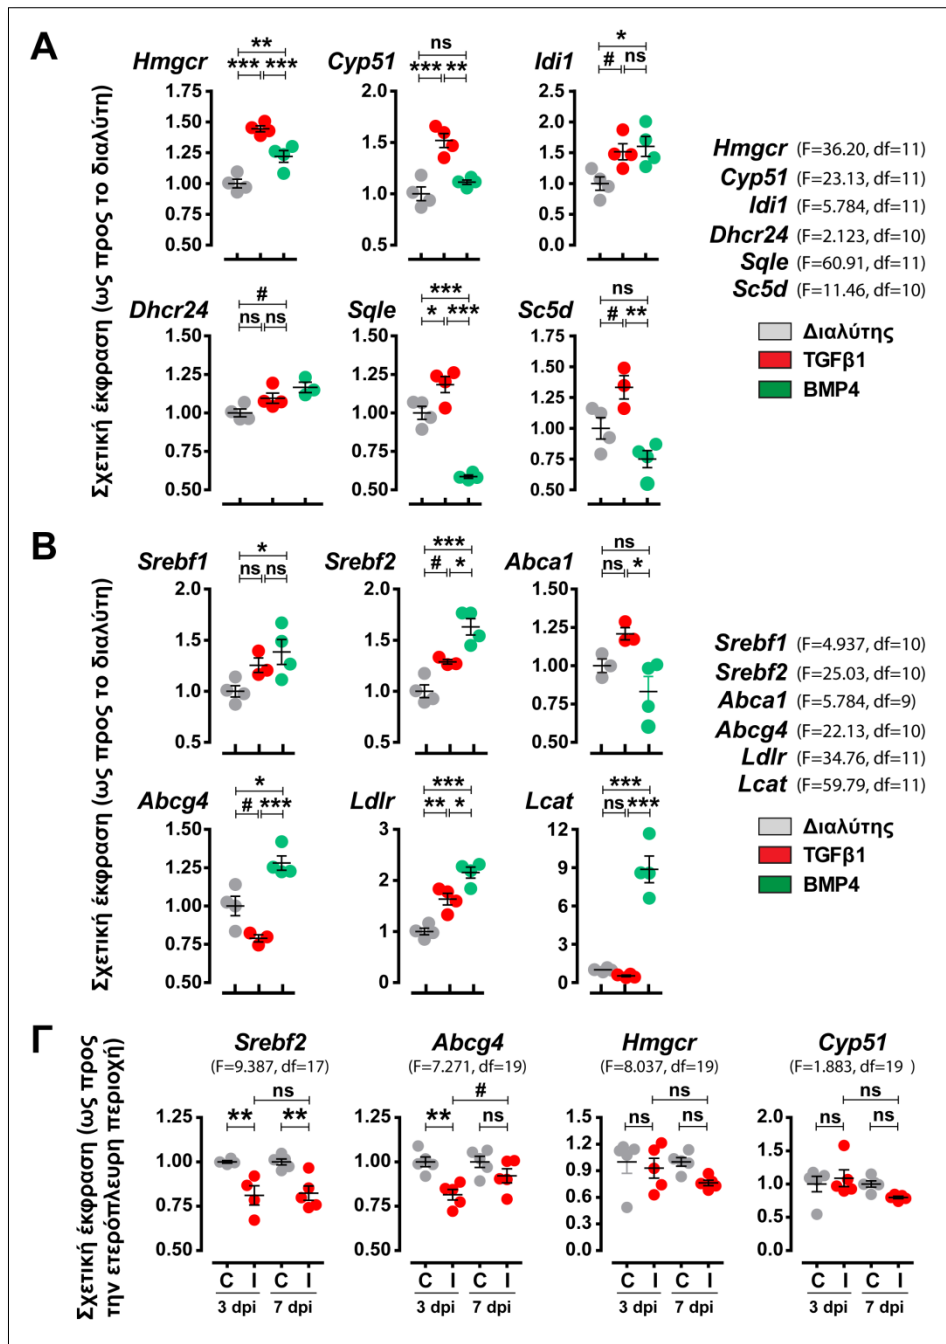 A
Σχετική έκφραση (ως προς το διαλύτη)
Hmgcr
**
*** ***
1.75
1.50
1.25
1.00
0.75
0.50
Cyp51
ns
*** **
2.0
1.5
1.0
0.5
Idi1
*
# ns
2.5
2.0
1.5
1.0
0.5
0.0
Hmgcr (F=36.20, df=11)
Cyp51 (F=23.13, df=11)
Idi1 (F=5.784, df=11)
Dhcr24 (F=2.123, df=10)
Sqle (F=60.91, df=11)
Sc5d (F=11.46, df=10)
Διαλύτης
TGFβ1
BMP4
Dhcr24
#
ns ns
1.50
1.25
1.00
0.75
0.50
Sqle
***
* ***
1.50
1.25
1.00
0.75
0.50
Sc5d
ns
# **
1.75
1.50
1.25
1.00
0.75
0.50
B
Σχετική έκφραση (ως προς το διαλύτη)
Srebf1
*
ns ns
2.0
1.5
1.0
0.5
Srebf2
***
# *
2.0
1.5
1.0
0.5
Abca1
ns
ns *
1.50
1.25
1.00
0.75
0.50
Srebf1 (F=4.937, df=10)
Srebf2 (F=25.03, df=10)
Abca1 (F=5.784, df=9)
Abcg4 (F=22.13, df=10)
Ldlr (F=34.76, df=11)
Lcat (F=59.79, df=11)
Διαλύτης
TGFβ1
BMP4
Abcg4
*
# ***
1.50
1.25
1.00
0.75
0.50
Ldlr
***
** *
3
2
1
0
Lcat
***
ns ***
12
9
6
3
0
Γ
Σχετική έκφραση (ως προς
την ετερόπλευρη περιοχή)
Srebf2
(F=9.387, df=17)
ns
** **
1.25
1.00
0.75
0.50
C I C I
3 dpi 7 dpi
Abcg4
(F=7.271, df=19)
#
** ns
1.25
1.00
0.75
0.50
C I C I
3 dpi 7 dpi
Hmgcr
(F=8.037, df=19)
ns
ns ns
1.5
1.2
0.9
0.6
0.3
0.0
C I C I
3 dpi 7 dpi
Cyp51
(F=1.883, df=19 )
ns
ns ns
2.0
1.5
1.0
0.5
0.0
C I C I
3 dpi 7 dpi